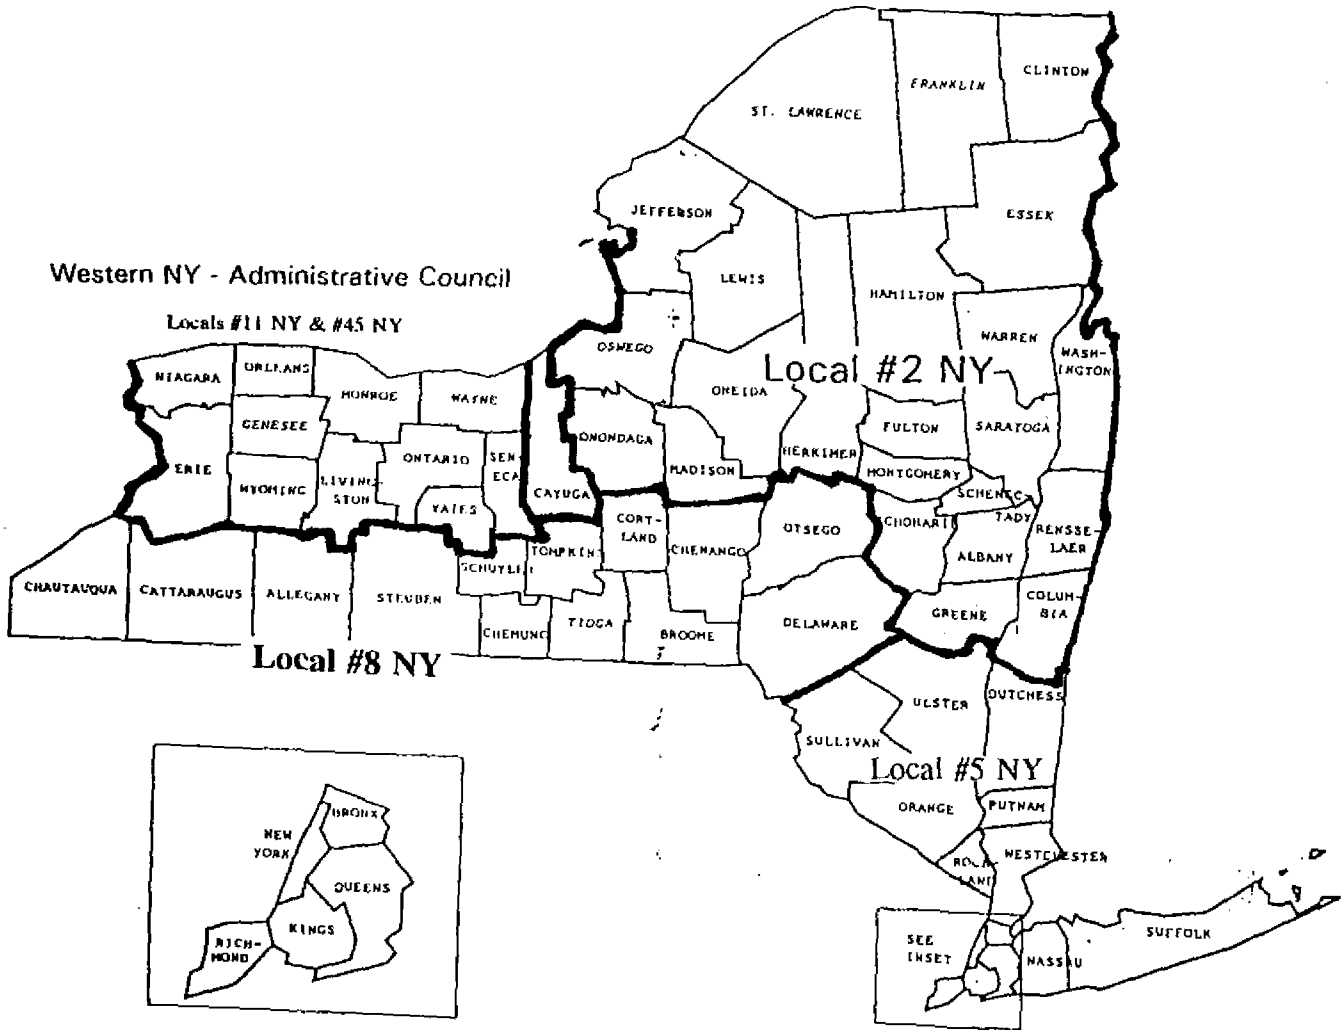 CLINTON
FRANKLIN
ST. LAWRENCE
ESSEX
JEFFERSON
LEWIS
HAMILTON
Western NY - Administrative Council
Locals #11 NY & #45 NY
WARREN
OSWEGO
WASH-
INGTON
Local #2 NY
ONEIDA
NIAGARA
ORLEANS
MONROE
WAYNE
GENESEE
FULTON
SARATOGA
ONONDAGA
HERKIMER
ERIE
ONTARIO
SEN-
ECA
MADISON
MONTGOMERY
WYOMING
LIVING-
STON
YATES
CAYUGA
SCHENEC-
TADY
CORT-
LAND
OTSEGO
SCHOHARIE
RENSSE-
LAER
CHENANGO
ALBANY
TOMPKIN
SCHUYLER
CHAUTAUQUA
CATTARAUGUS
ALLEGANY
STEUBEN
COLUM-
BIA
GREENE
CHEMUNG
TIOGA
BROOME
DELAWARE
Local #8 NY
ULSTER
DUTCHESS
SULLIVAN
Local #5 NY
ORANGE
PUTNAM
ROCK-
LAND
WESTCHESTER
BRONX
NEW
YORK
QUEENS
KINGS
RICH-
MOND
SEE
INSET
NASSAU
SUFFOLK